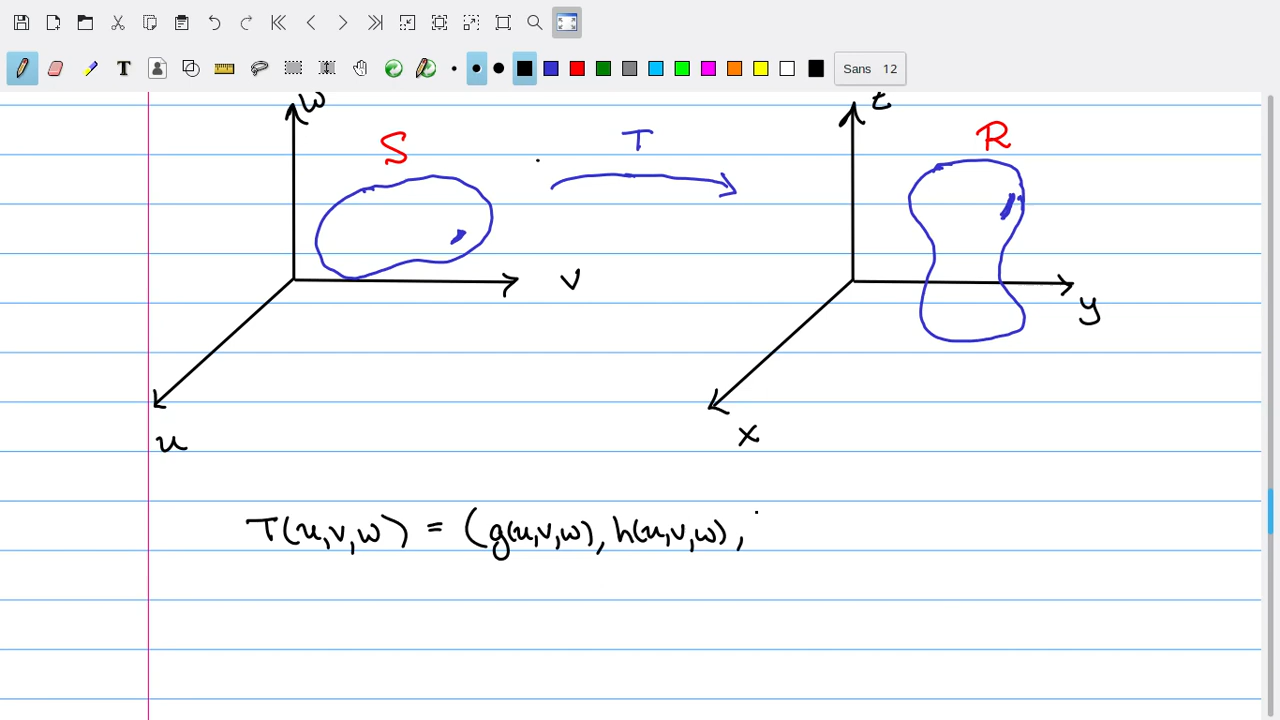 Sans 12
w
S
T
z
R
v
y
u
x
T(u,v,w) = (g(u,v,w), h(u,v,w),